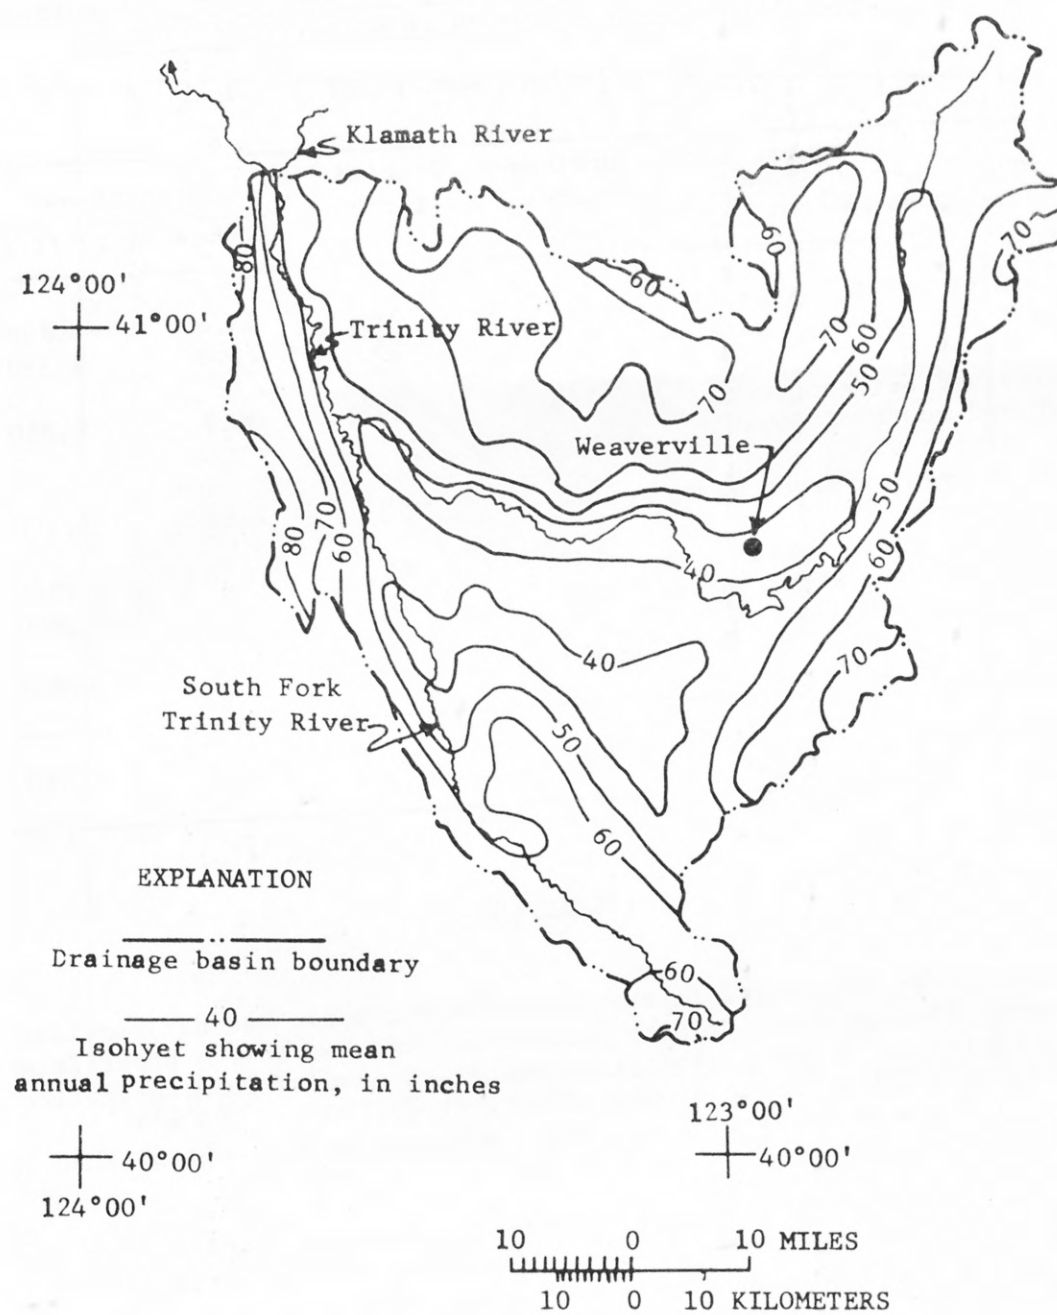 Klamath River
60
80
70
124°00'
41°00'
60
Trinity River
70
60
50
70
Weaverville
50
80
70
60
60
40
40
70
South Fork
Trinity River
50
60
EXPLANATION
Drainage basin boundary
60
40
70
Isohyet showing mean
annual precipitation, in inches
123°00'
40°00'
40°00'
124°00'
10 0 10 MILES
10 0 10 KILOMETERS